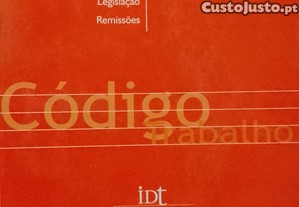 Legislação
CustoJusto.pt
Remissões
Código
Trabalho
iDt